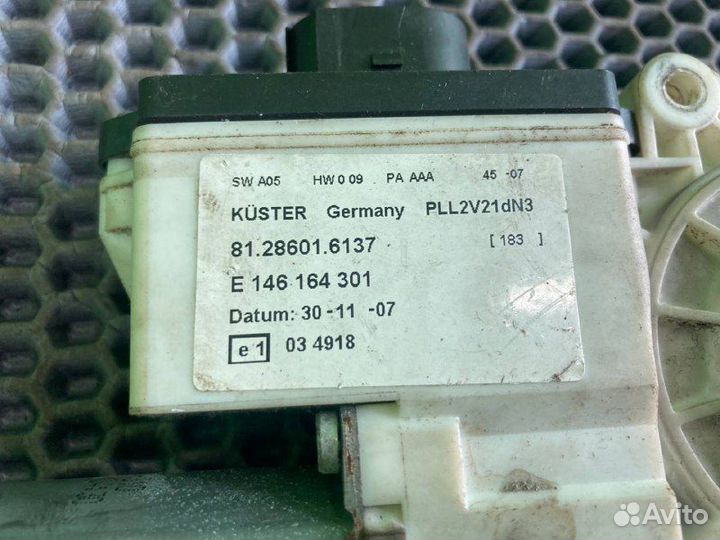 SW A05 HW 0 09 PA AAA 45 -07
KÜSTER Germany PLL2V21dN3
81.28601.6137 [ 183 ]
E 146 164 301
Datum: 30-11 -07
e1 03 4918
Avito